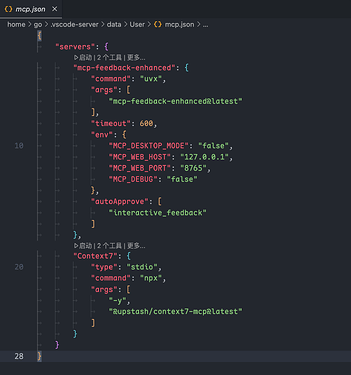 mcp.json
home > go > .vscode-server > data > User > {} mcp.json > ...
{
"servers": {
▷启动 | 2 个工具 | 更多...
"mcp-feedback-enhanced": {
"command": "uvx",
"args": [
"mcp-feedback-enhanced@latest"
],
"timeout": 600,
"env": {
10 "MCP_DESKTOP_MODE": "false",
"MCP_WEB_HOST": "127.0.0.1",
"MCP_WEB_PORT": "8765",
"MCP_DEBUG": "false"
},
"autoApprove": [
"interactive_feedback"
]
},
▷启动 | 2 个工具 | 更多...
"Context7": {
"type": "stdio",
20 "command": "npx",
"args": [
"-y",
"@upstash/context7-mcp@latest"
]
}
}
28 }